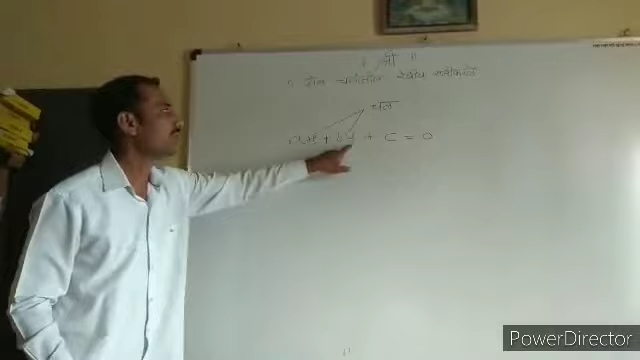 ॥ श्री ॥
॥ दोन चलांतील रेषीय समीकरणे
चल
ax + by + c = 0
PowerDirector